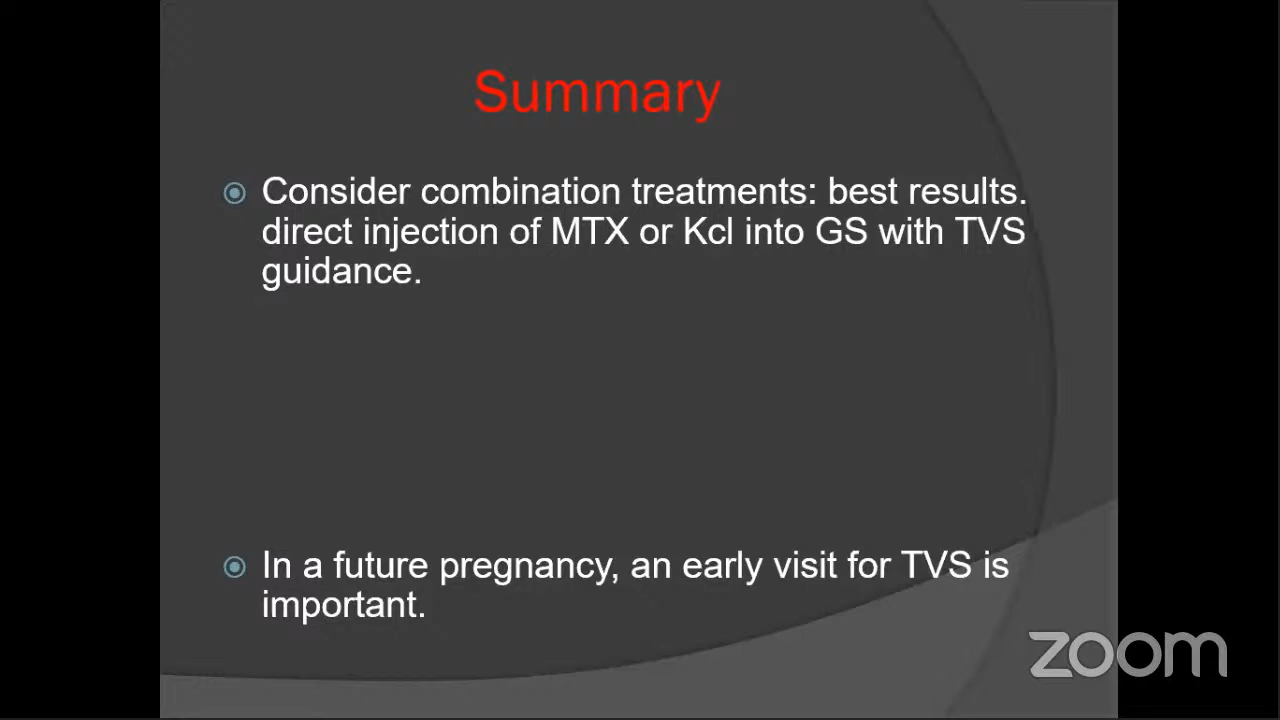 Summary
Consider combination treatments: best results.
direct injection of MTX or Kcl into GS with TVS
guidance.
In a future pregnancy, an early visit for TVS is
important.
zoom